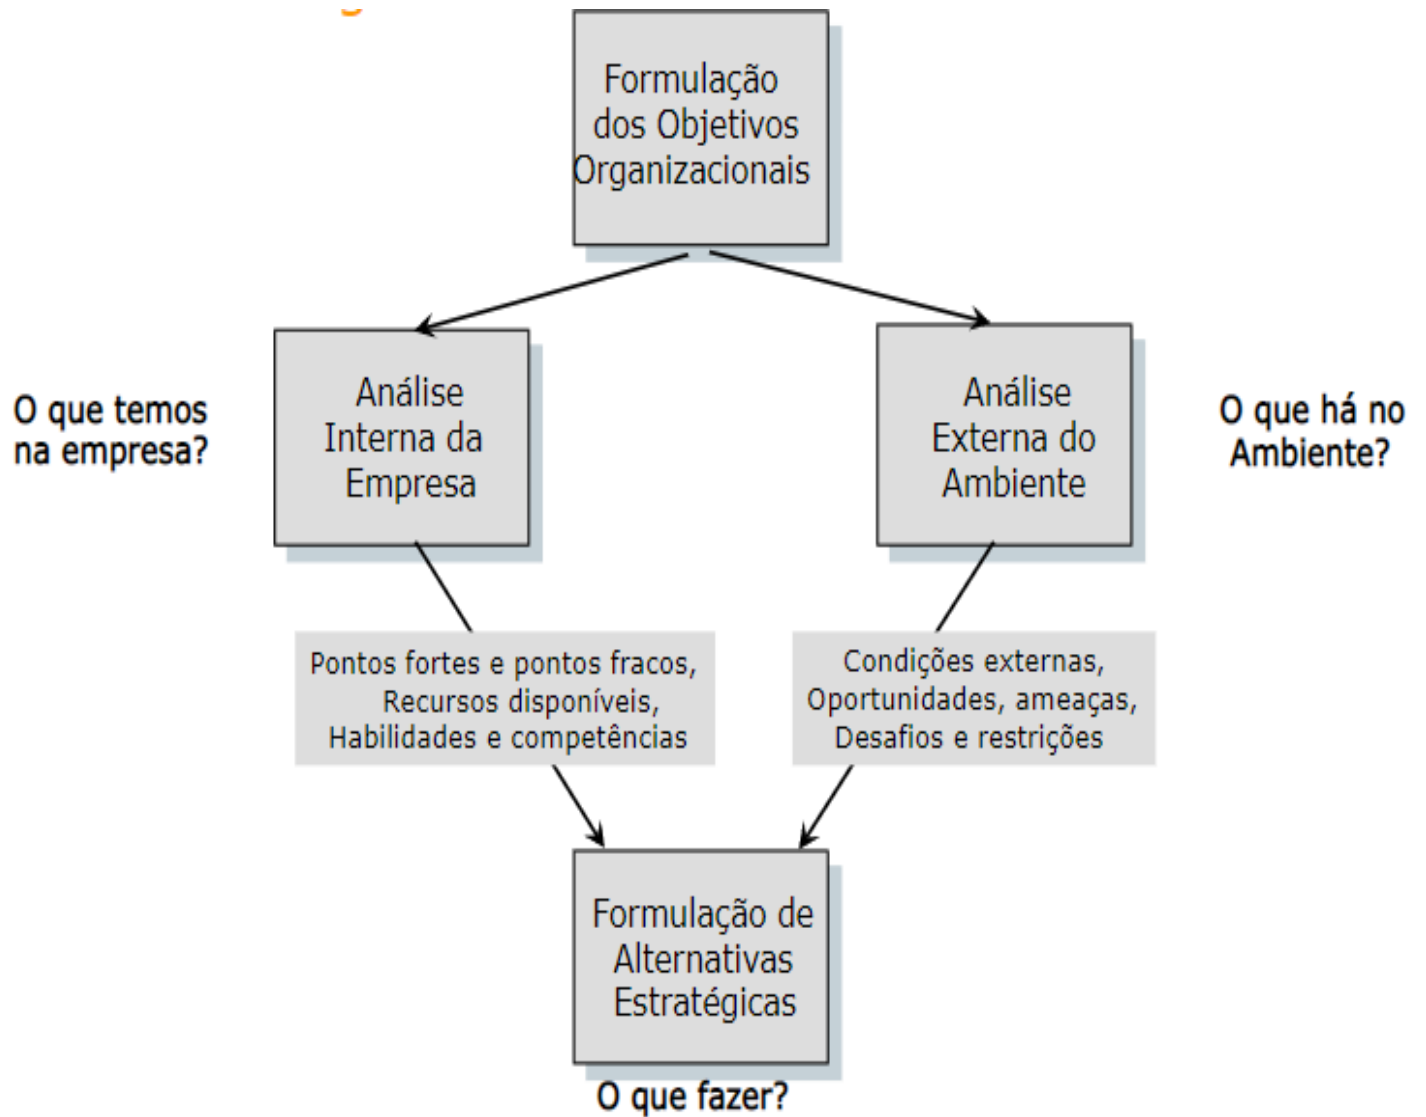 Formulação
dos Objetivos
Organizacionais
O que temos
na empresa?
Análise
Interna da
Empresa
Análise
Externa do
Ambiente
O que há no
Ambiente?
Pontos fortes e pontos fracos,
Recursos disponíveis,
Habilidades e competências
Condições externas,
Oportunidades, ameaças,
Desafios e restrições
Formulação de
Alternativas
Estratégicas
O que fazer?